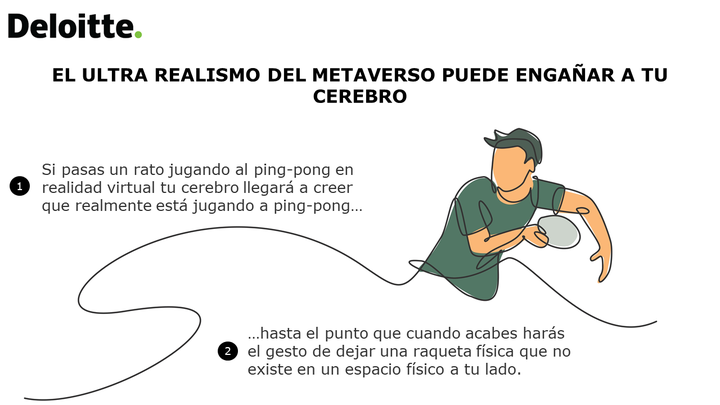 Deloitte.
EL ULTRA REALISMO DEL METAVERSO PUEDE ENGAÑAR A TU
CEREBRO
1
Si pasas un rato jugando al ping-pong en
realidad virtual tu cerebro llegará a creer
que realmente está jugando a ping-pong...
2
...hasta el punto que cuando acabes harás
el gesto de dejar una raqueta física que no
existe en un espacio físico a tu lado.